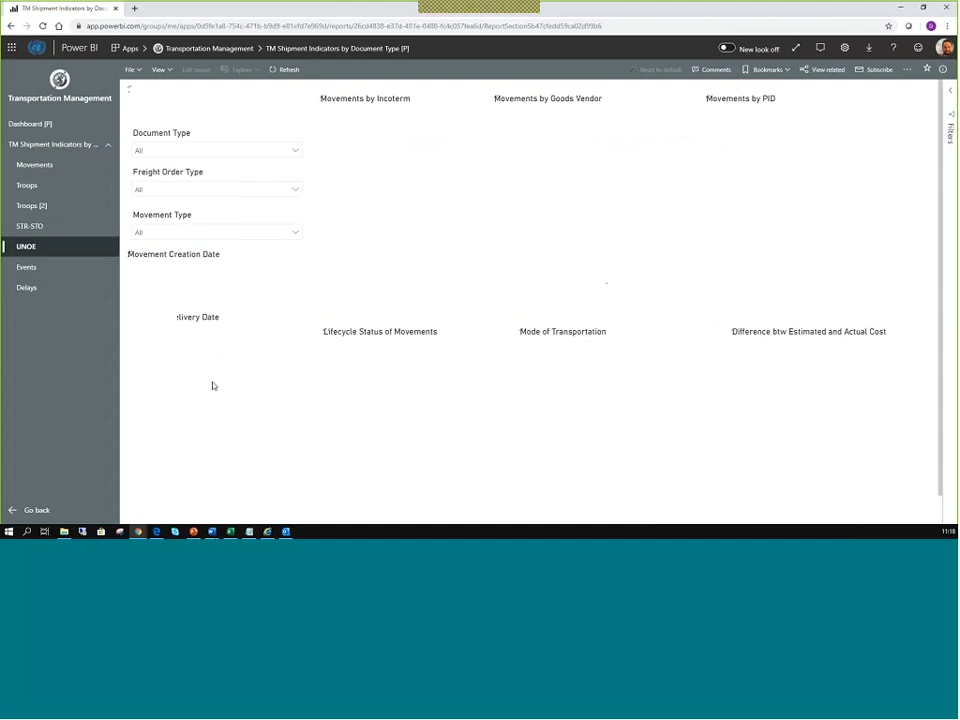 TM Shipment Indicators by Docu
app.powerbi.com/groups/me/apps/0d5fe1a8-754c-471b-b9d9-e81efd7e969d/reports/26cd4838-e37d-481e-8488-fc4c057fea6d/ReportSection5b47cfedd59ca02d99b6
Power BI
Apps
Transportation Management
TM Shipment Indicators by Document Type [P]
New look off
File
View
Edit report
Explore
Refresh
Reset to default
Comments
Bookmarks
View related
Subscribe
Transportation Management
Dashboard [P]
TM Shipment Indicators by ...
Movements
Troops
Troops [2]
STR-STO
UNOE
Events
Delays
Go back
Movements by Incoterm
Movements by Goods Vendor
Movements by PID
Document Type
All
Freight Order Type
All
Movement Type
All
Movement Creation Date
elivery Date
Lifecycle Status of Movements
Mode of Transportation
Difference btw Estimated and Actual Cost
Filters
11:18